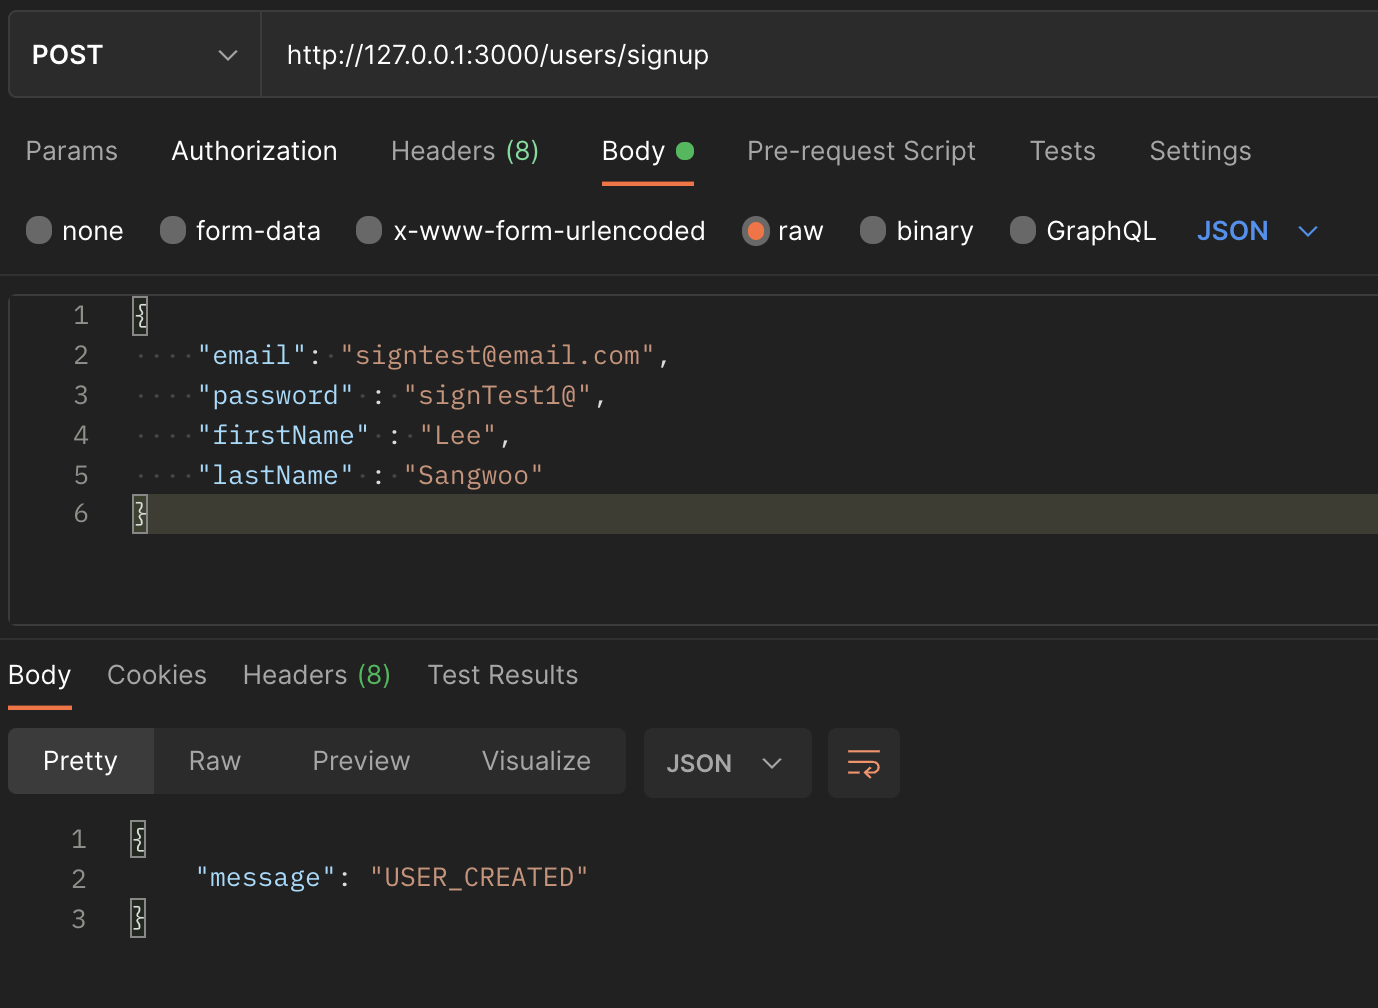 POST http://127.0.0.1:3000/users/signup
Params Authorization Headers (8) Body Pre-request Script Tests Settings
none form-data x-www-form-urlencoded raw binary GraphQL JSON
1 {
2 "email": "signtest@email.com",
3 "password" : "signTest1@",
4 "firstName" : "Lee",
5 "lastName" : "Sangwoo"
6 }
Body Cookies Headers (8) Test Results
Pretty Raw Preview Visualize JSON
1 {
2 "message": "USER_CREATED"
3 }